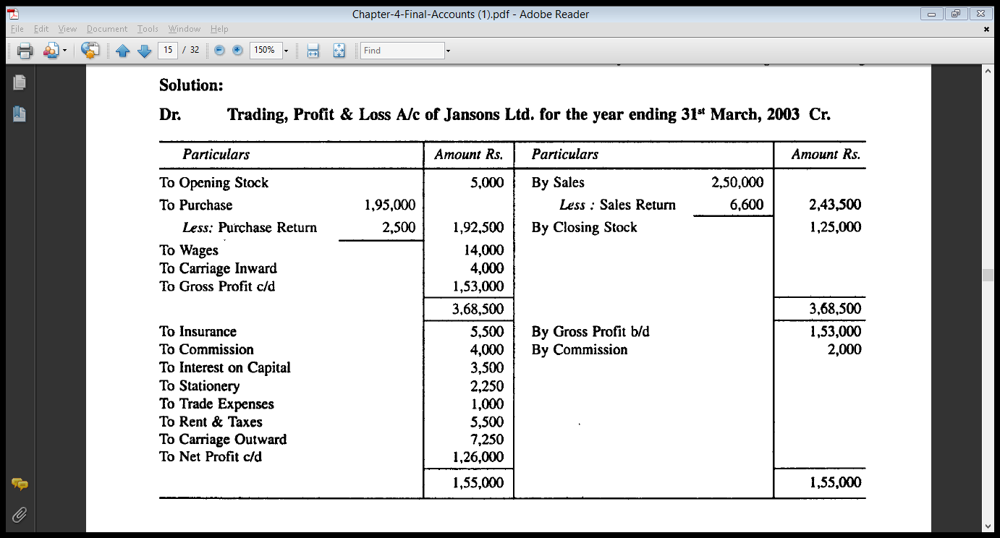 Chapter-4-Final-Accounts (1).pdf - Adobe Reader
File Edit View Document Tools Window Help
15 / 32 150% Find
Solution:
Dr. Trading, Profit & Loss A/c of Jansons Ltd. for the year ending 31st March, 2003 Cr.
Particulars Amount Rs. Particulars Amount Rs.
To Opening Stock 5,000 By Sales 2,50,000
To Purchase 1,95,000 Less : Sales Return 6,600 2,43,500
Less: Purchase Return 2,500 1,92,500 By Closing Stock 1,25,000
To Wages 14,000
To Carriage Inward 4,000
To Gross Profit c/d 1,53,000
3,68,500 3,68,500
To Insurance 5,500 By Gross Profit b/d 1,53,000
To Commission 4,000 By Commission 2,000
To Interest on Capital 3,500
To Stationery 2,250
To Trade Expenses 1,000
To Rent & Taxes 5,500
To Carriage Outward 7,250
To Net Profit c/d 1,26,000
1,55,000 1,55,000